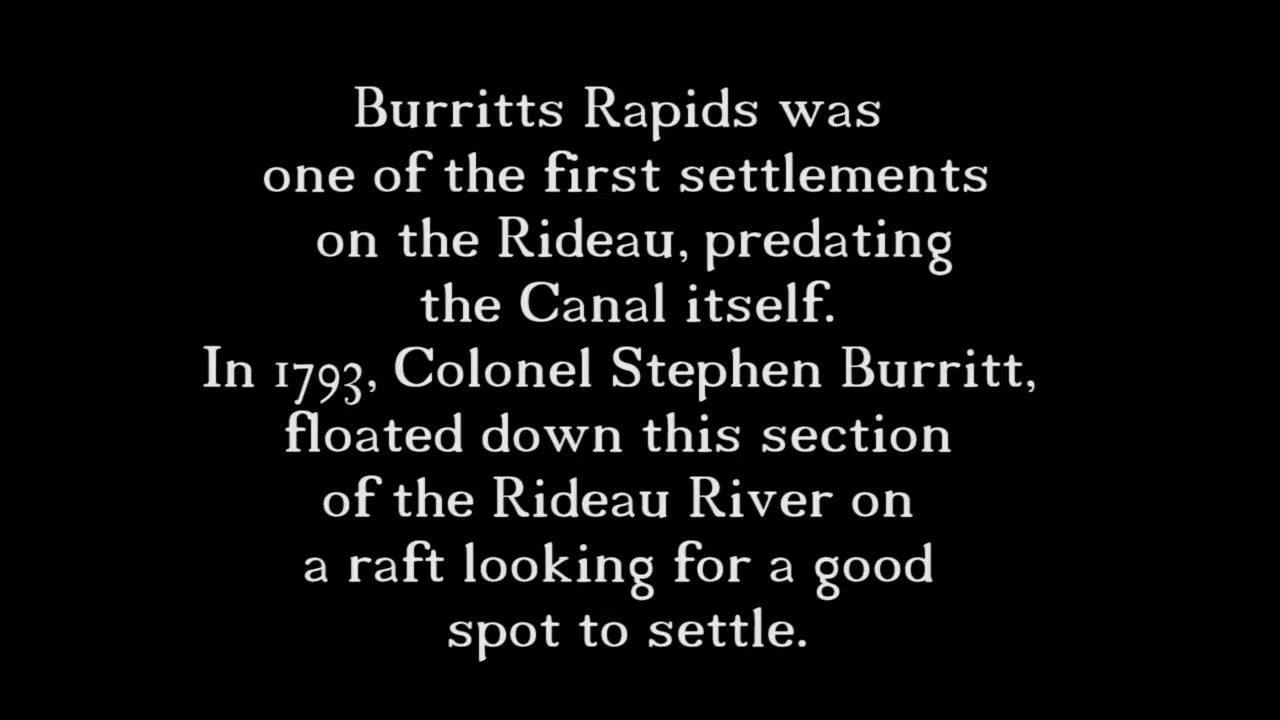 Burritts Rapids was
one of the first settlements
on the Rideau, predating
the Canal itself.
In 1793, Colonel Stephen Burritt,
floated down this section
of the Rideau River on
a raft looking for a good
spot to settle.